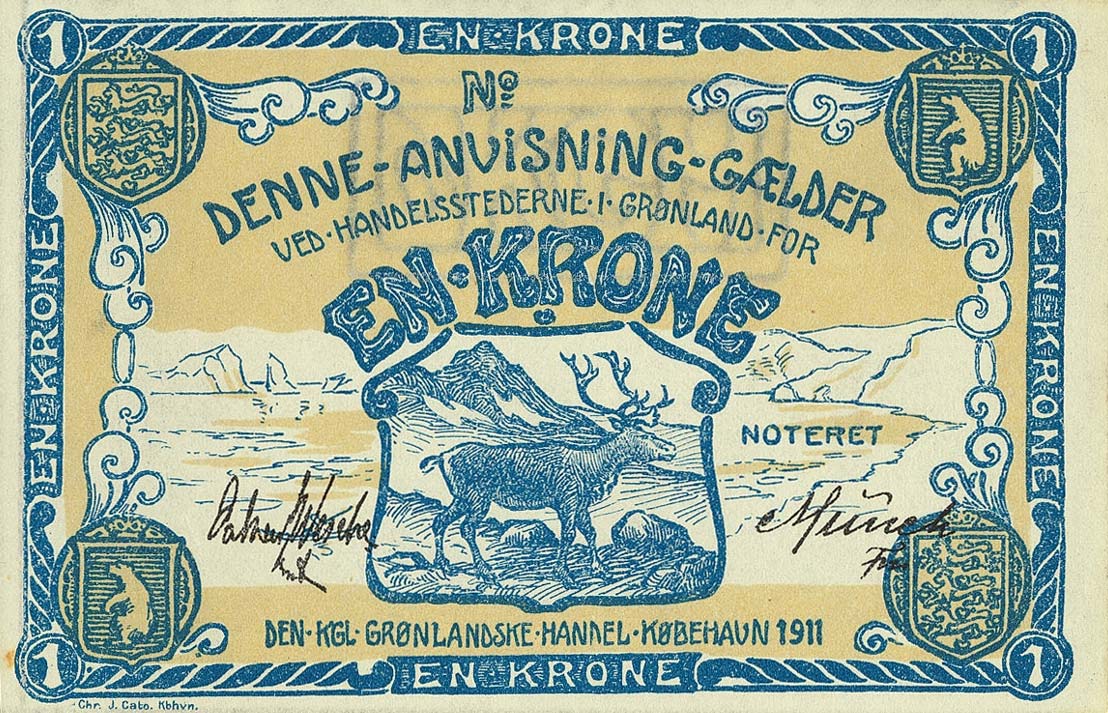 1 EN KRONE 1
Nº
DENNE-ANVISNING-GÆLDER
VED·HANDELSSTEDERNE·I·GRØNLAND·FOR
EN·KRONE
EN KRONE
EN KRONE
NOTERET
DEN·KGL·GRØNLANDSKE·HANDEL·KØBEHAVN 1911
1 EN KRONE 1
Chr. J. Cato. Kbhvn.